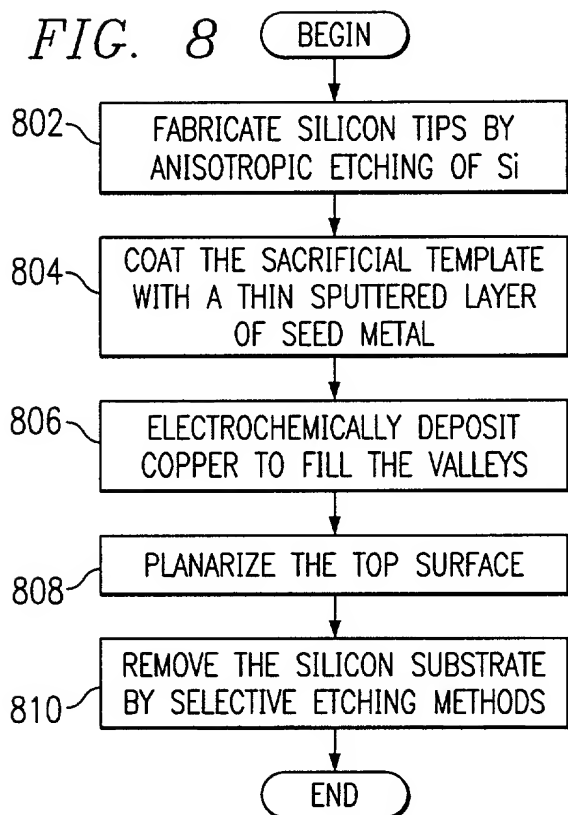 FIG. 8
BEGIN
802
FABRICATE SILICON TIPS BY
ANISOTROPIC ETCHING OF Si
804
COAT THE SACRIFICIAL TEMPLATE
WITH A THIN SPUTTERED LAYER
OF SEED METAL
806
ELECTROCHEMICALLY DEPOSIT
COPPER TO FILL THE VALLEYS
808
PLANARIZE THE TOP SURFACE
810
REMOVE THE SILICON SUBSTRATE
BY SELECTIVE ETCHING METHODS
END